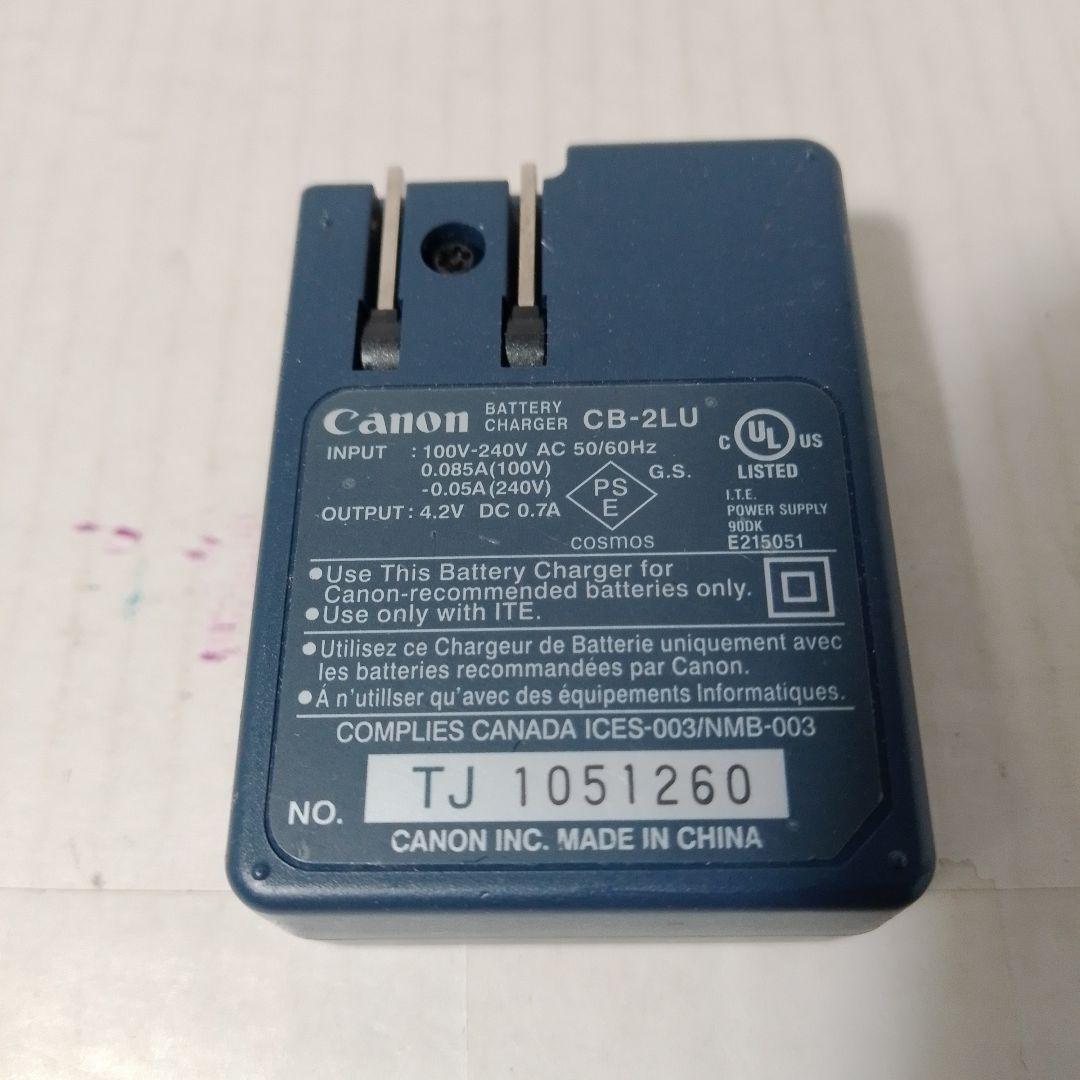 Canon BATTERY CHARGER CB-2LU
INPUT : 100V-240V AC 50/60Hz
0.085A(100V)
-0.05A(240V)
OUTPUT : 4.2V DC 0.7A
PS
E
G.S.
cosmos
C UL US
LISTED
I.T.E.
POWER SUPPLY
90DK
E215051
●Use This Battery Charger for
Canon-recommended batteries only.
●Use only with ITE.
●Utilisez ce Chargeur de Batterie uniquement avec
les batteries recommandées par Canon.
●Á n'utillser qu'avec des équipements Informatiques.
COMPLIES CANADA ICES-003/NMB-003
NO. TJ 1051260
CANON INC. MADE IN CHINA